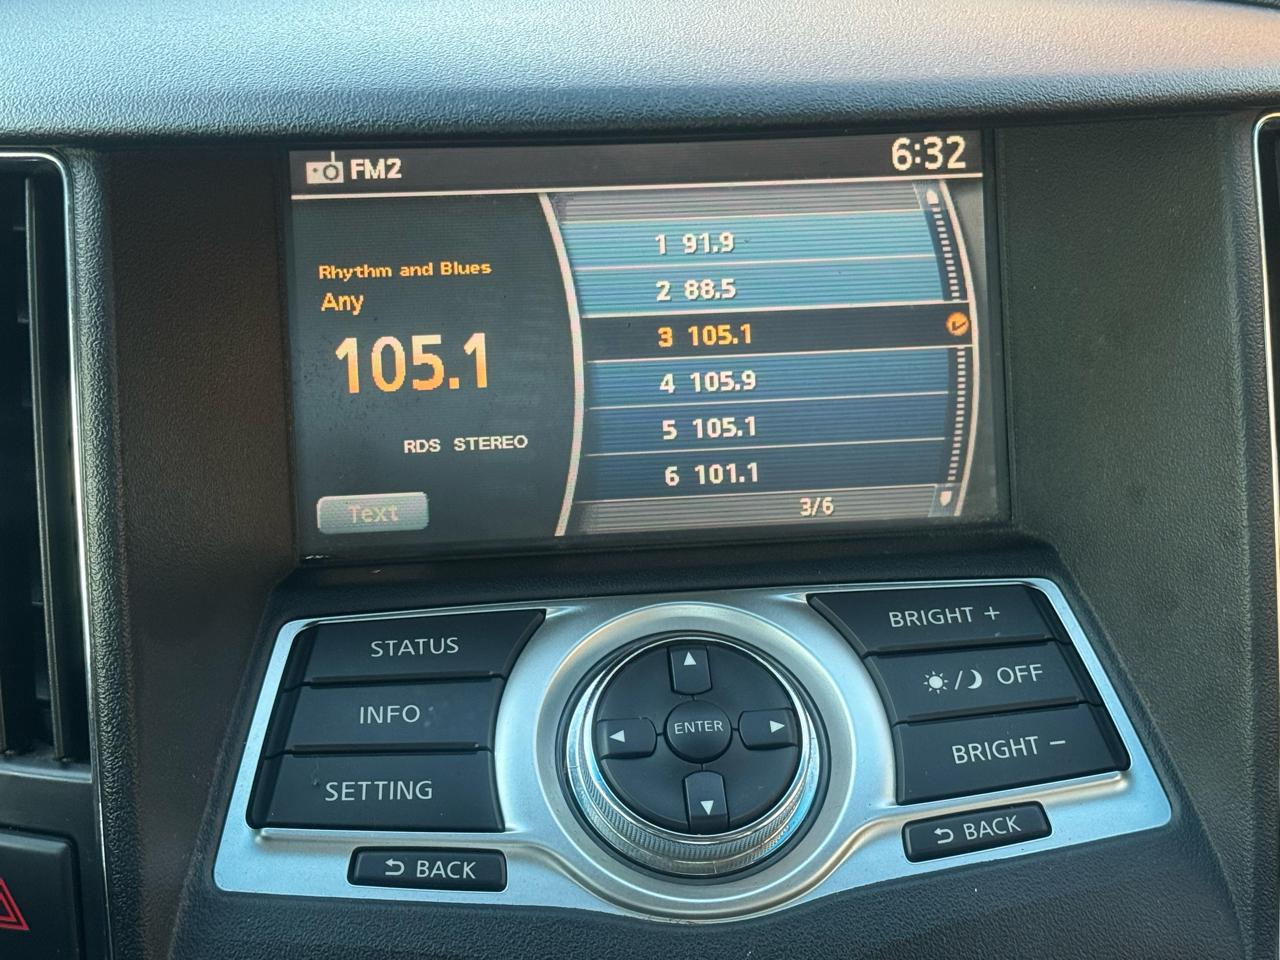 FM2
6:32
Rhythm and Blues
Any
105.1
RDS STEREO
Text
1 91.9
2 88.5
3 105.1
4 105.9
5 105.1
6 101.1
3/6
STATUS
INFO
SETTING
BACK
ENTER
BRIGHT +
OFF
BRIGHT −
BACK